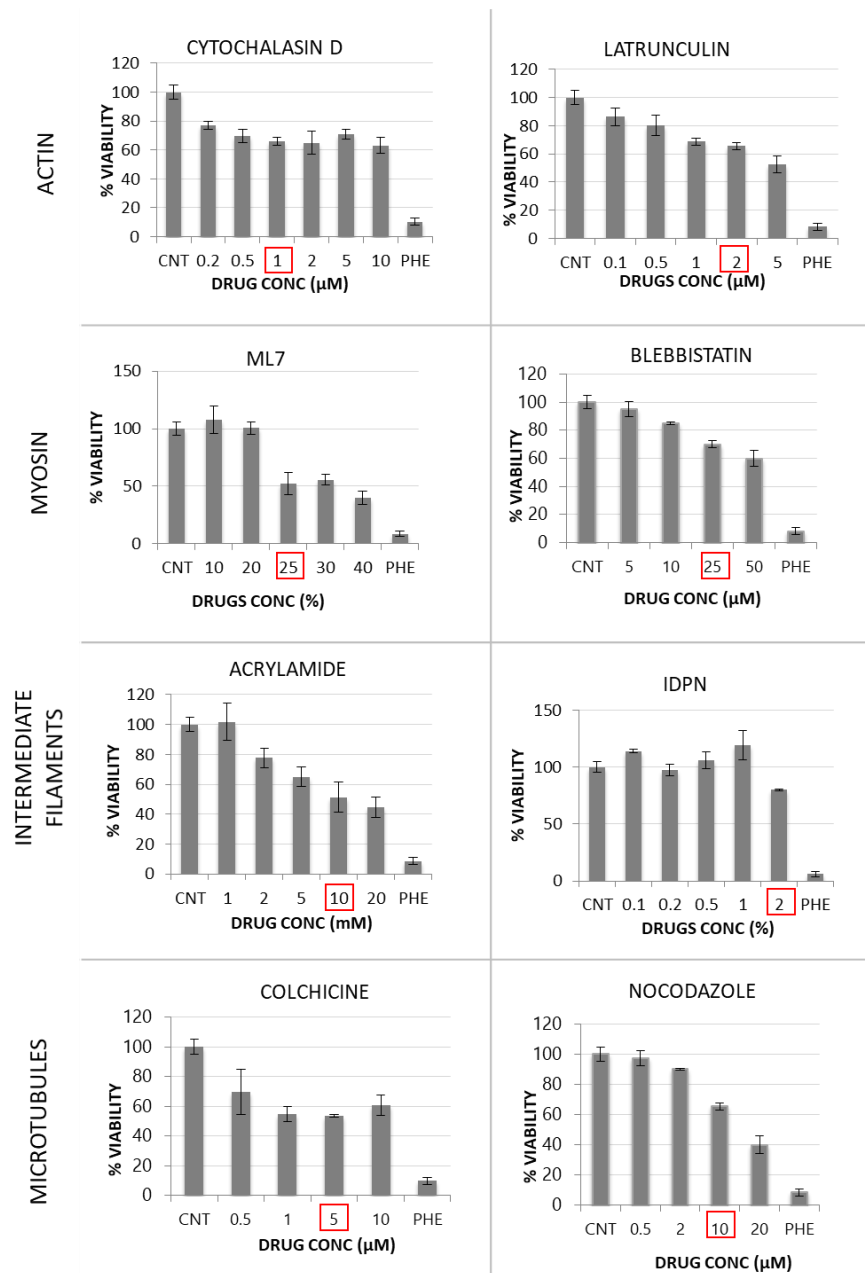 ACTIN
CYTOCHALASIN D
% VIABILITY
120
100
80
60
40
20
0
CNT 0.2 0.5 1 2 5 10 PHE
DRUG CONC (µM)
LATRUNCULIN
% VIABILITY
120
100
80
60
40
20
0
CNT 0.1 0.5 1 2 5 PHE
DRUGS CONC (µM)
MYOSIN
ML7
% VIABILITY
150
100
50
0
CNT 10 20 25 30 40 PHE
DRUGS CONC (%)
BLEBBISTATIN
% VIABILITY
120
100
80
60
40
20
0
CNT 5 10 25 50 PHE
DRUG CONC (µM)
INTERMEDIATE
FILAMENTS
ACRYLAMIDE
% VIABILITY
120
100
80
60
40
20
0
CNT 1 2 5 10 20 PHE
DRUG CONC (mM)
IDPN
% VIABILITY
150
100
50
0
CNT 0.1 0.2 0.5 1 2 PHE
DRUGS CONC (%)
MICROTUBULES
COLCHICINE
% VIABILITY
120
100
80
60
40
20
0
CNT 0.5 1 5 10 PHE
DRUG CONC (µM)
NOCODAZOLE
% VIABILITY
120
100
80
60
40
20
0
CNT 0.5 2 10 20 PHE
DRUG CONC (µM)